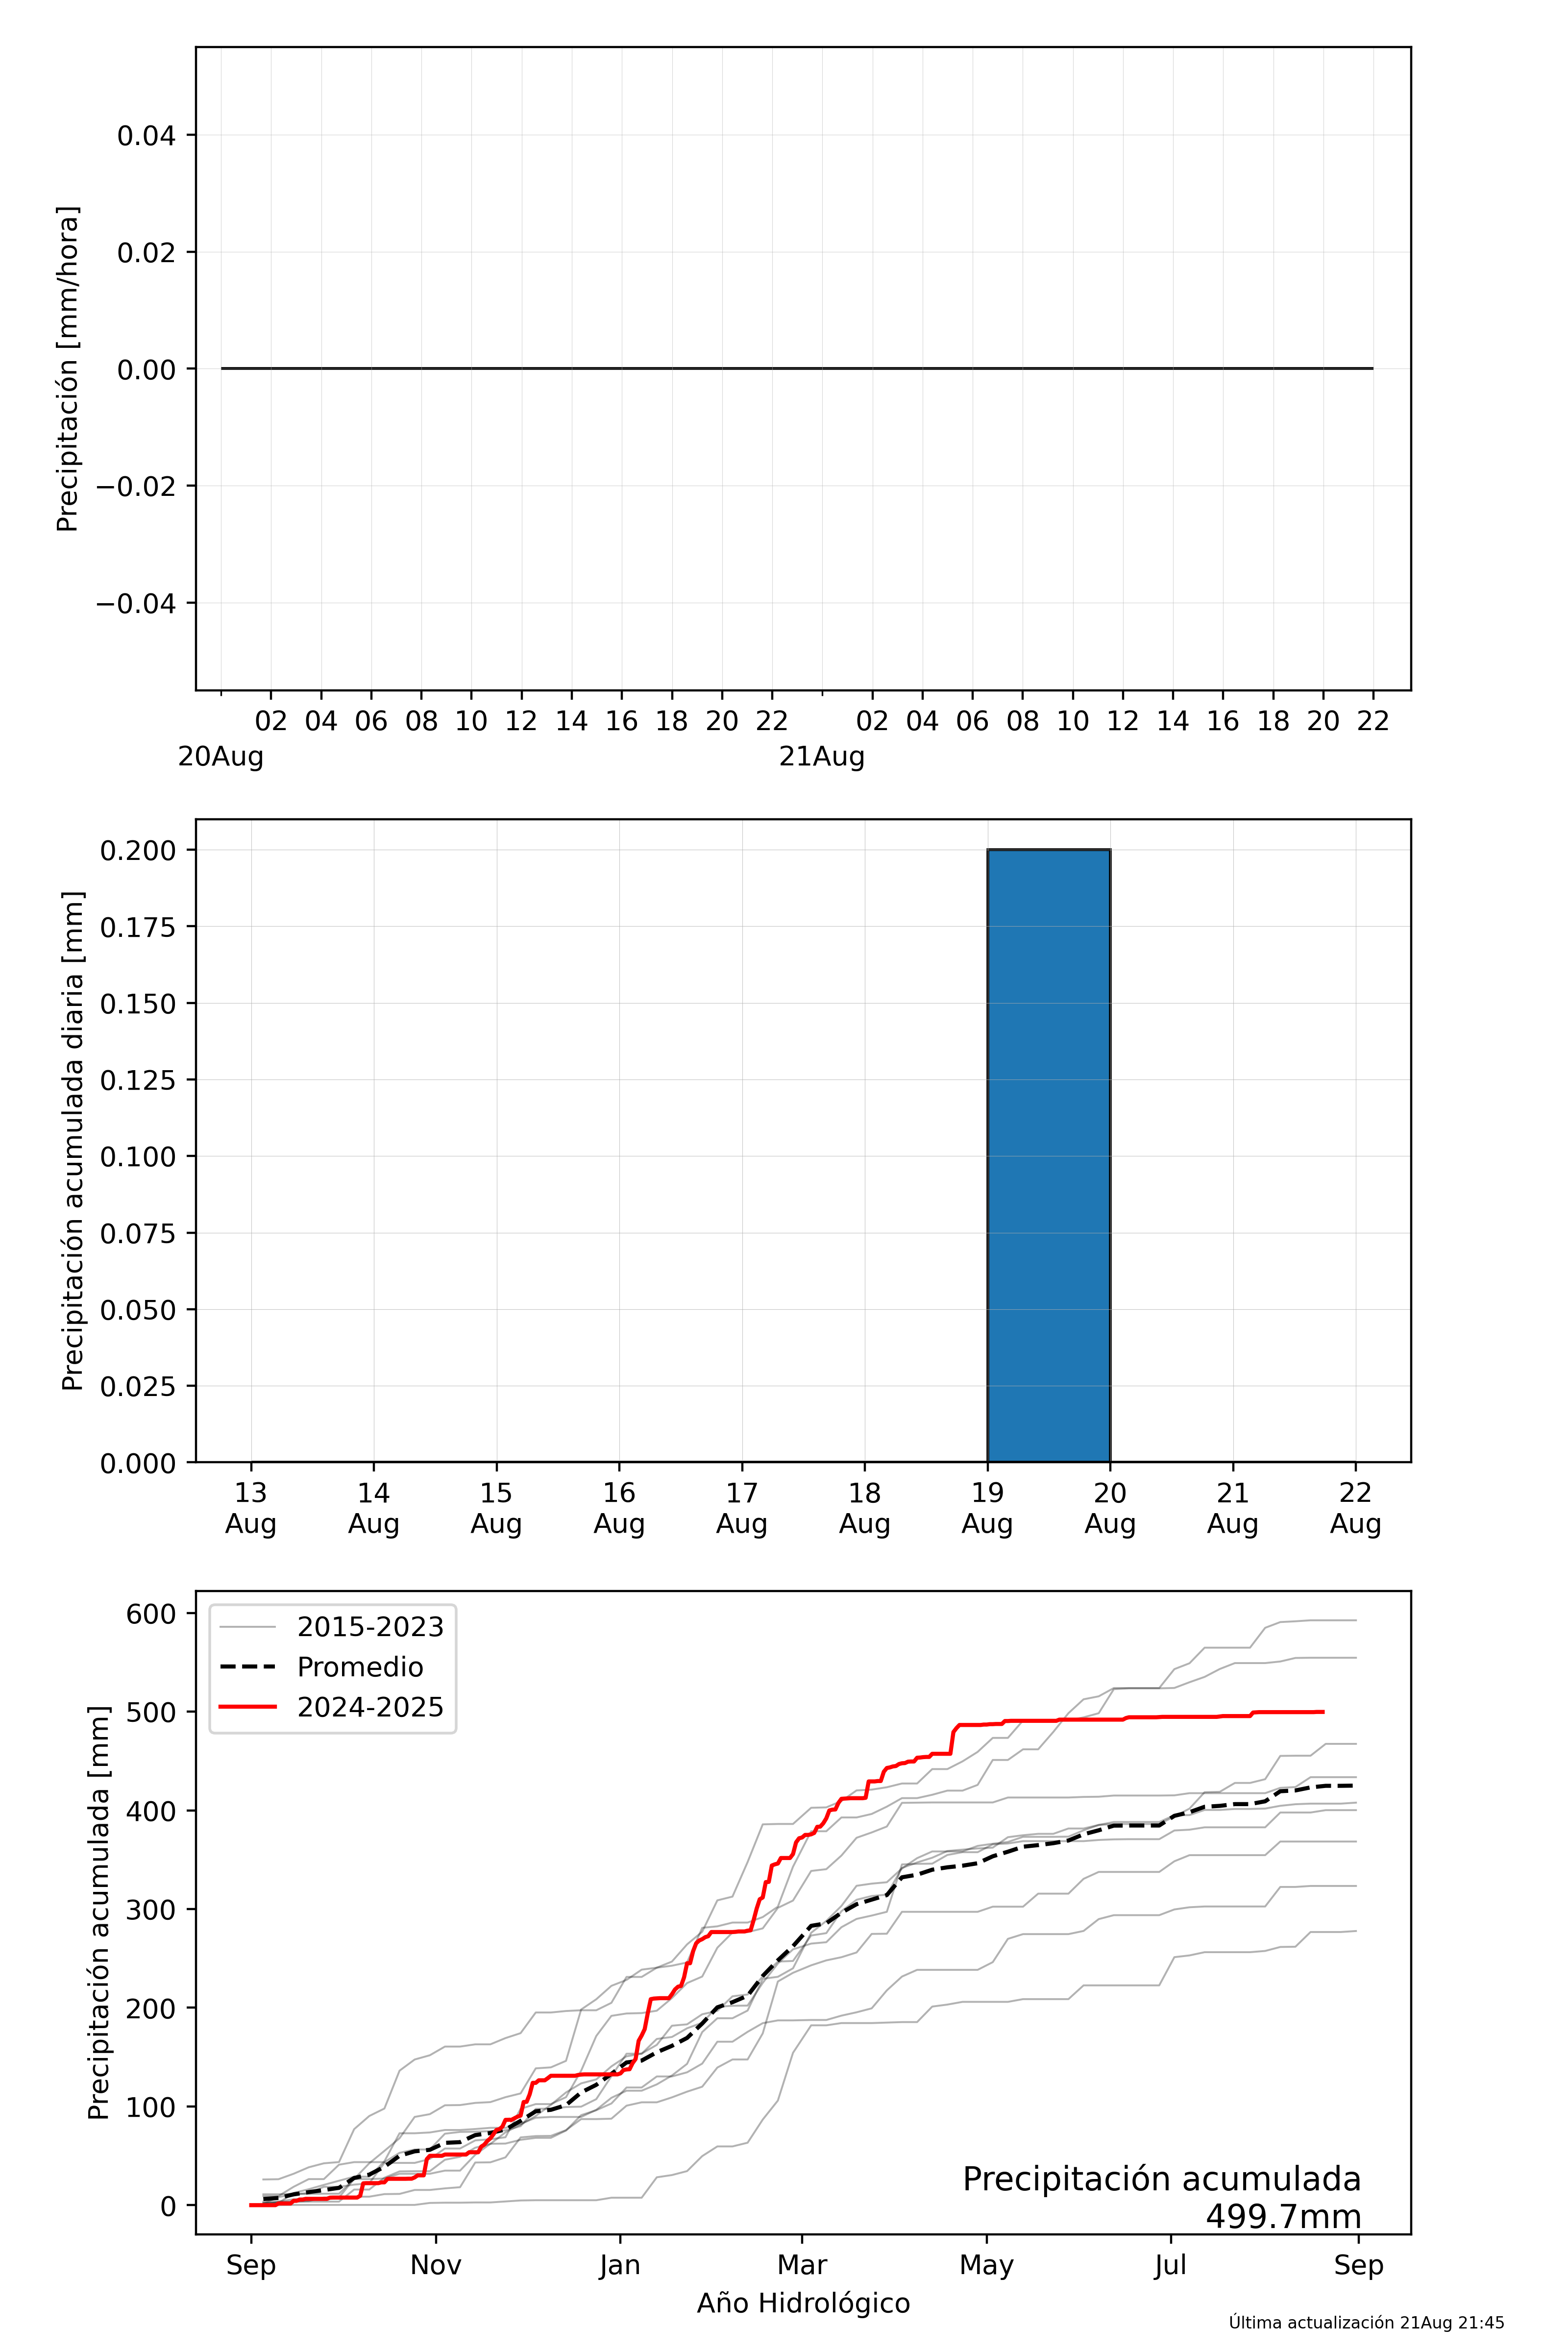 Precipitación [mm/hora]
0.04
0.02
0.00
−0.02
−0.04
02 04 06 08 10 12 14 16 18 20 22 02 04 06 08 10 12 14 16 18 20 22
20Aug 21Aug
Precipitación acumulada diaria [mm]
0.200
0.175
0.150
0.125
0.100
0.075
0.050
0.025
0.000
13 14 15 16 17 18 19 20 21 22
Aug Aug Aug Aug Aug Aug Aug Aug Aug Aug
Precipitación acumulada [mm]
600
500
400
300
200
100
0
2015-2023
Promedio
2024-2025
Precipitación acumulada
499.7mm
Sep Nov Jan Mar May Jul Sep
Año Hidrológico
Última actualización 21Aug 21:45